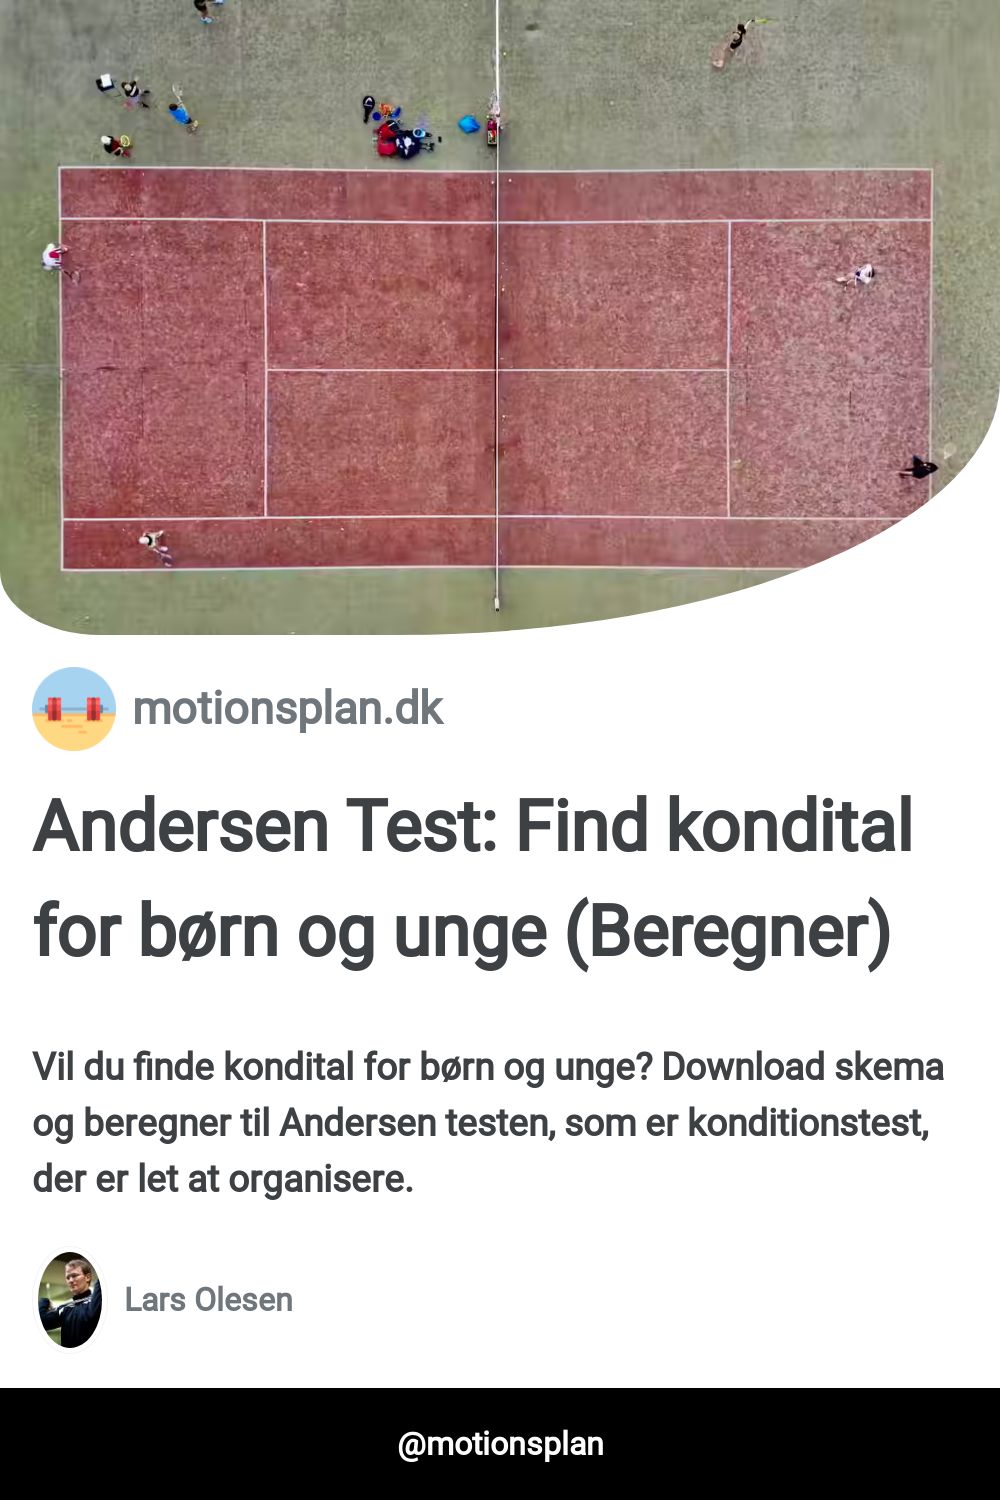 motionsplan.dk
Andersen Test: Find kondital
for børn og unge (Beregner)
Vil du finde kondital for børn og unge? Download skema
og beregner til Andersen testen, som er konditionstest,
der er let at organisere.
Lars Olesen
@motionsplan